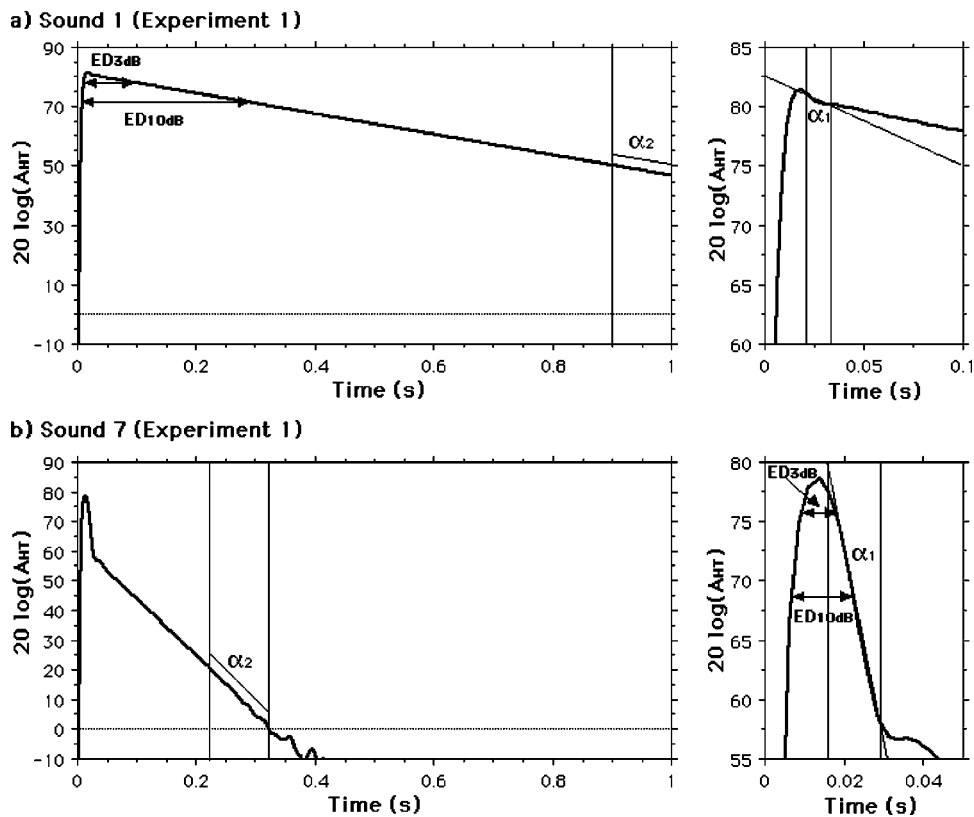 a) Sound 1 (Experiment 1)
90
70
50
30
10
-10
20 log(AHT)
ED3dB
ED10dB
α2
0 0.2 0.4 0.6 0.8 1
Time (s)
85
80
75
70
65
60
20 log(AHT)
α1
0 0.05 0.1
Time (s)
b) Sound 7 (Experiment 1)
90
80
70
60
50
40
30
20
10
0
-10
20 log(AHT)
α2
0 0.2 0.4 0.6 0.8 1
Time (s)
80
75
70
65
60
55
20 log(AHT)
ED3dB
α1
ED10dB
0 0.02 0.04
Time (s)